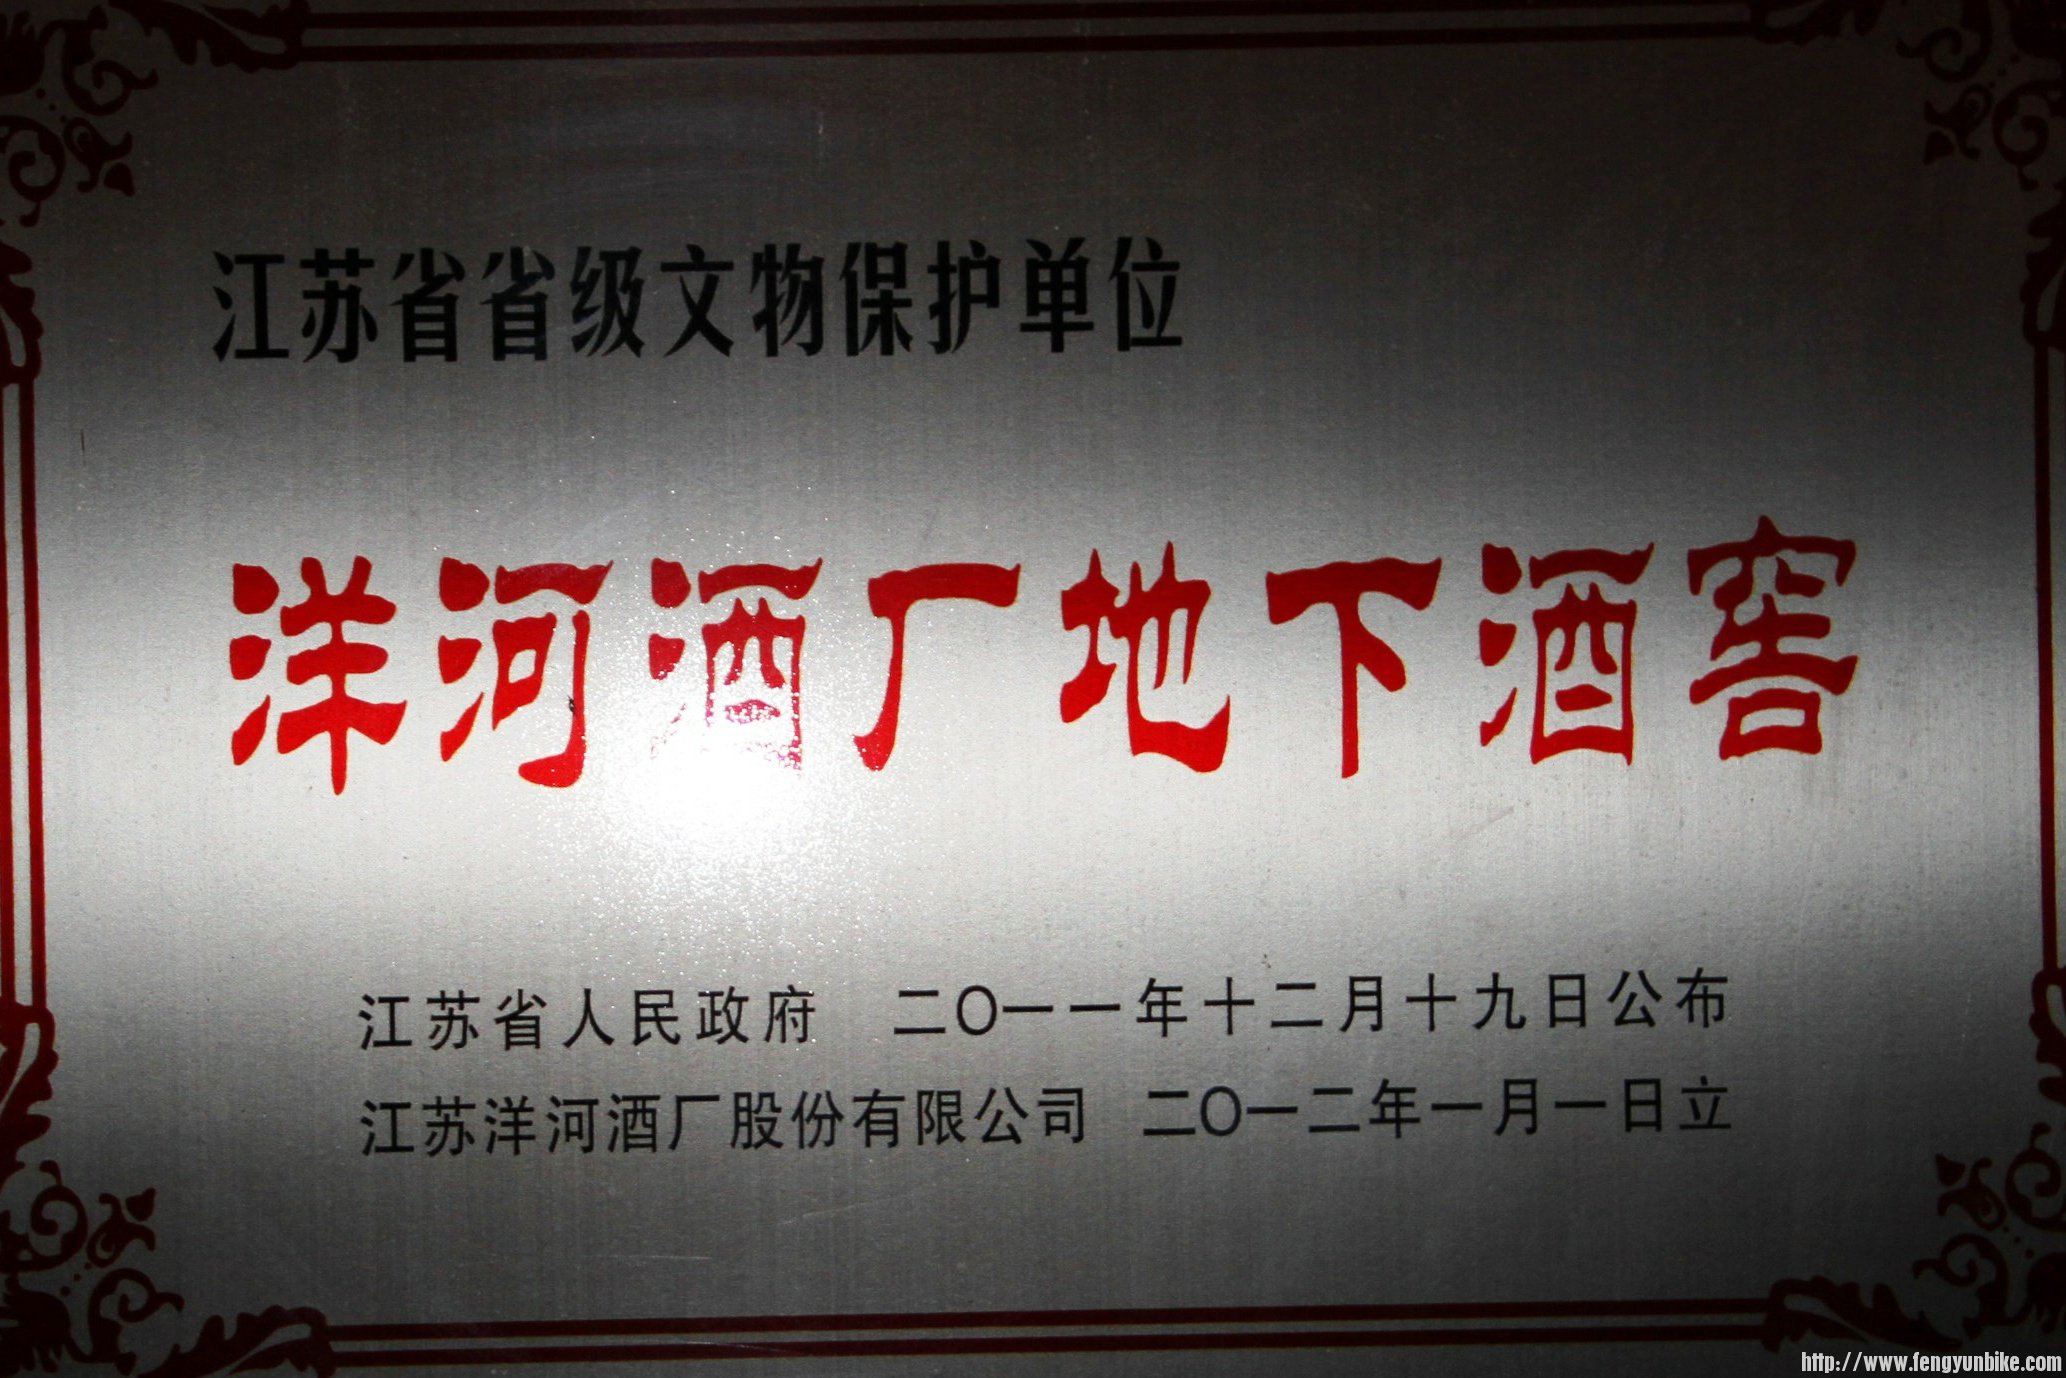 江苏省省级文物保护单位
洋河酒厂地下酒窖
江苏省人民政府 二〇一一年十二月十九日公布
江苏洋河酒厂股份有限公司 二〇一二年一月一日立
http://www.fengyunbike.com